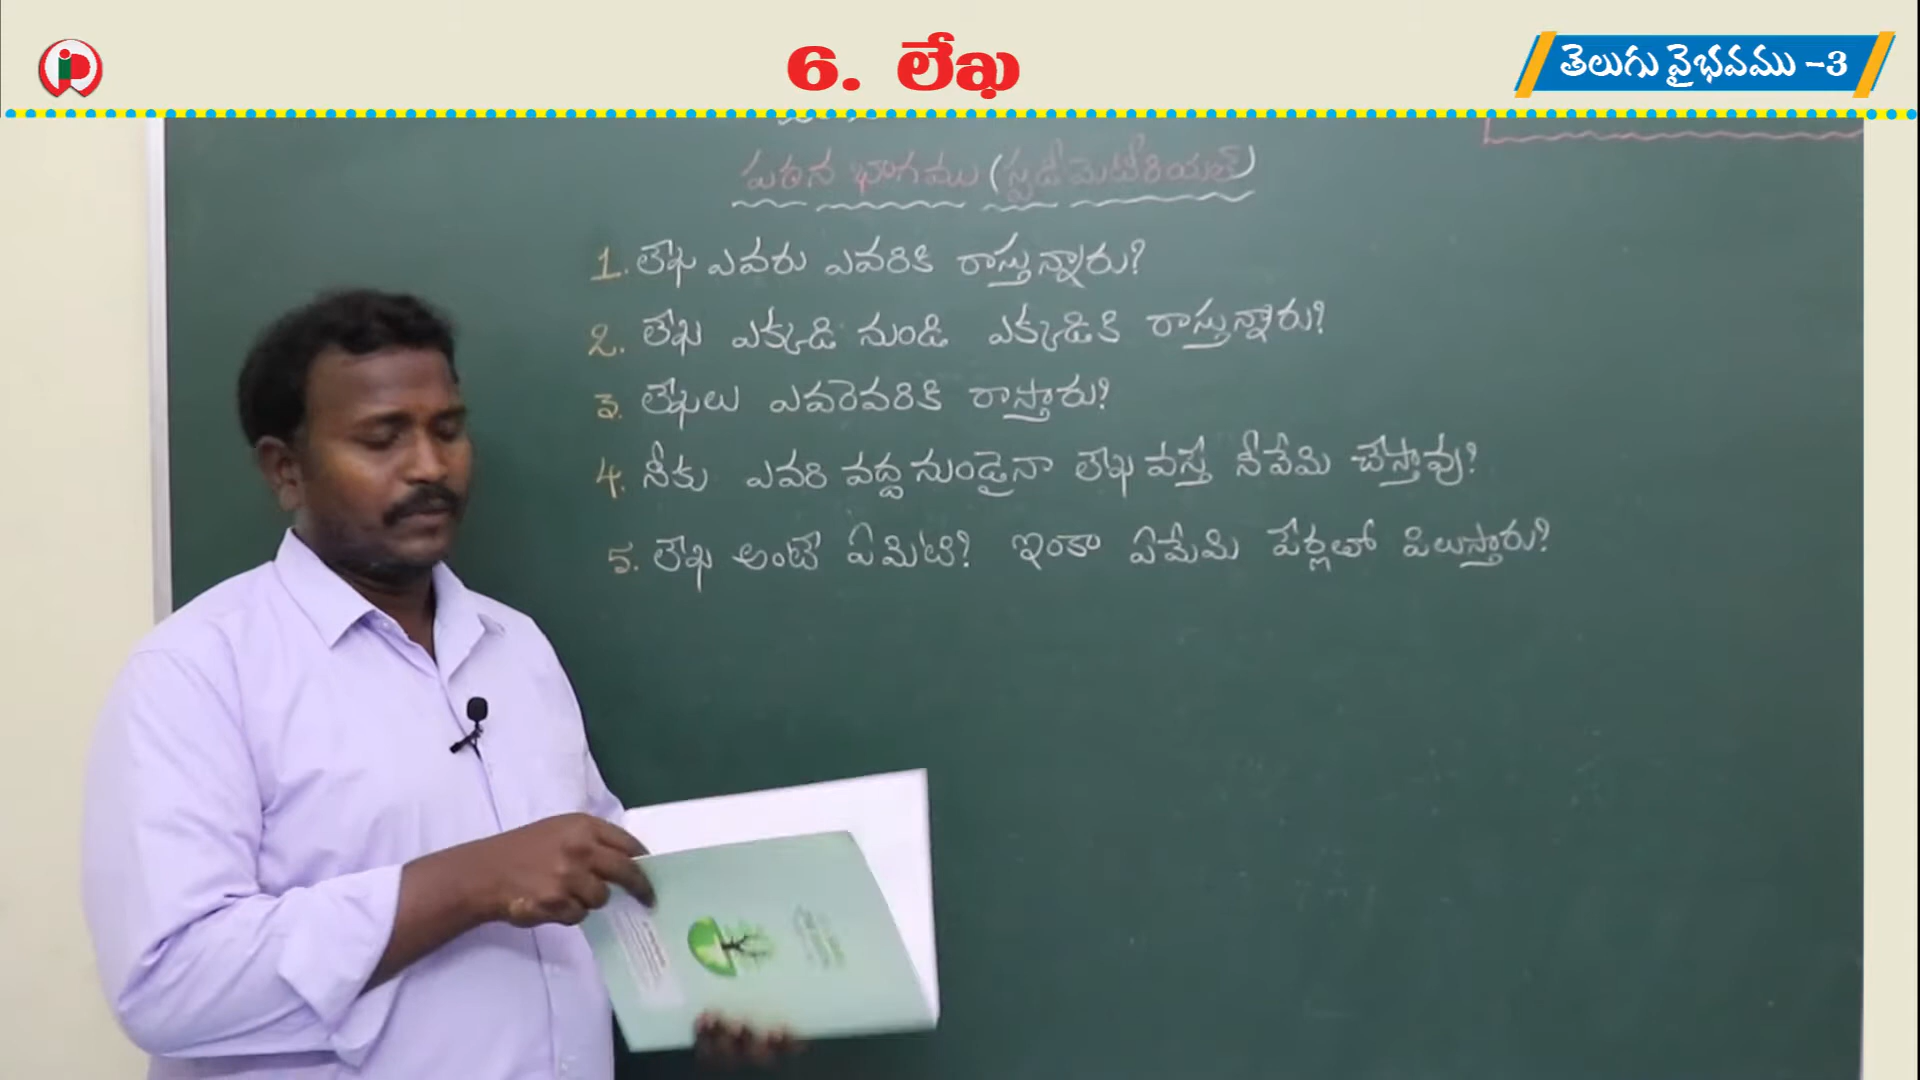 6. లేఖ
తెలుగు వైభవము -3
పఠన భాగము (స్టడీ మెటీరియల్)
1. లేఖ ఎవరు ఎవరికి రాస్తున్నారు?
2. లేఖ ఎక్కడి నుండి ఎక్కడికి రాస్తున్నారు?
3. లేఖలు ఎవరెవరికి రాస్తారు?
4. నీకు ఎవరి వద్ద నుండైనా లేఖ వస్తే నీవేమి చేస్తావు?
5. లేఖ అంటే ఏమిటి? ఇంకా ఏమేమి పేర్లతో పిలుస్తారు?